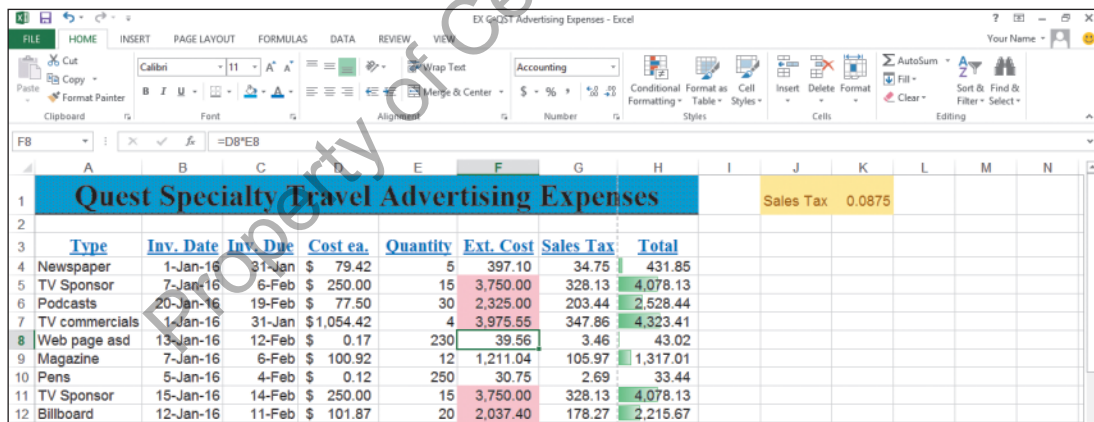 EX C-QST Advertising Expenses - Excel
FILE HOME INSERT PAGE LAYOUT FORMULAS DATA REVIEW VIEW Your Name
Cut
Copy
Format Painter
Paste
Clipboard
Calibri 11
B I U
Font
Wrap Text
Merge & Center
Alignment
Accounting
$ % ,
Number
Conditional Formatting
Format as Table
Cell Styles
Styles
Insert Delete Format
Cells
AutoSum
Fill
Clear
Sort & Filter
Find & Select
Editing
F8 fx =D8*E8
A B C D E F G H I J K L M N
1 Quest Specialty Travel Advertising Expenses Sales Tax 0.0875
2
3 Type Inv. Date Inv. Due Cost ea. Quantity Ext. Cost Sales Tax Total
4 Newspaper 1-Jan-16 31-Jan $ 79.42 5 397.10 34.75 431.85
5 TV Sponsor 7-Jan-16 6-Feb $ 250.00 15 3,750.00 328.13 4,078.13
6 Podcasts 20-Jan-16 19-Feb $ 77.50 30 2,325.00 203.44 2,528.44
7 TV commercials 1-Jan-16 31-Jan $1,054.42 4 3,975.55 347.86 4,323.41
8 Web page asd 13-Jan-16 12-Feb $ 0.17 230 39.56 3.46 43.02
9 Magazine 7-Jan-16 6-Feb $ 100.92 12 1,211.04 105.97 1,317.01
10 Pens 5-Jan-16 4-Feb $ 0.12 250 30.75 2.69 33.44
11 TV Sponsor 15-Jan-16 14-Feb $ 250.00 15 3,750.00 328.13 4,078.13
12 Billboard 12-Jan-16 11-Feb $ 101.87 20 2,037.40 178.27 2,215.67
Property of Ce